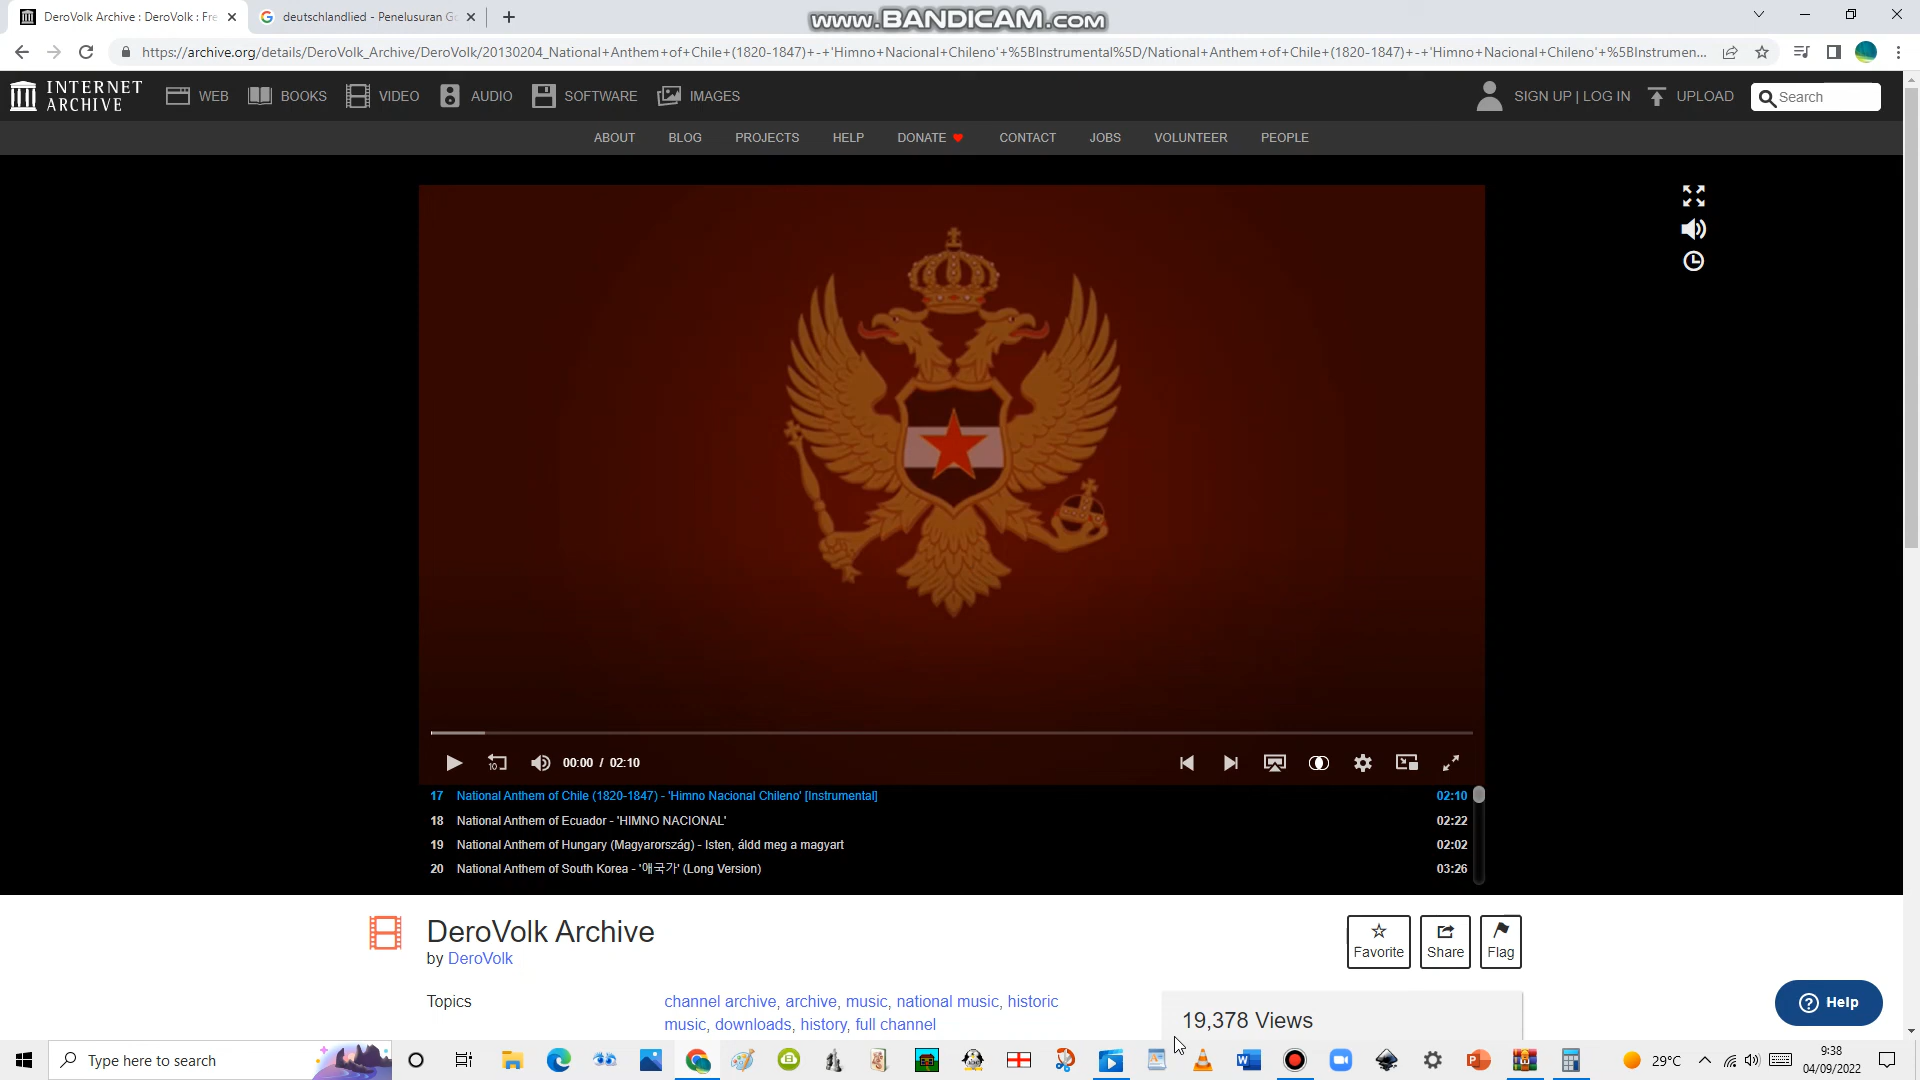 DeroVolk Archive : DeroVolk : Fre
deutschlandlied - Penelusuran Go
www.BANDICAM.com
https://archive.org/details/DeroVolk_Archive/DeroVolk/20130204_National+Anthem+of+Chile+(1820-1847)+-+'Himno+Nacional+Chileno'+%5BInstrumental%5D/National+Anthem+of+Chile+(1820-1847)+-+'Himno+Nacional+Chileno'+%5BInstrumen...
INTERNET ARCHIVE
WEB BOOKS VIDEO AUDIO SOFTWARE IMAGES SIGN UP | LOG IN UPLOAD Search
ABOUT BLOG PROJECTS HELP DONATE CONTACT JOBS VOLUNTEER PEOPLE
10 00:00 / 02:10
17 National Anthem of Chile (1820-1847) - 'Himno Nacional Chileno' [Instrumental] 02:10
18 National Anthem of Ecuador - 'HIMNO NACIONAL' 02:22
19 National Anthem of Hungary (Magyarország) - Isten, áldd meg a magyart 02:02
20 National Anthem of South Korea - '애국가' (Long Version) 03:26
DeroVolk Archive
by DeroVolk
Favorite Share Flag
Topics channel archive, archive, music, national music, historic
music, downloads, history, full channel
19,378 Views
Help
Type here to search
29°C
9:38
04/09/2022